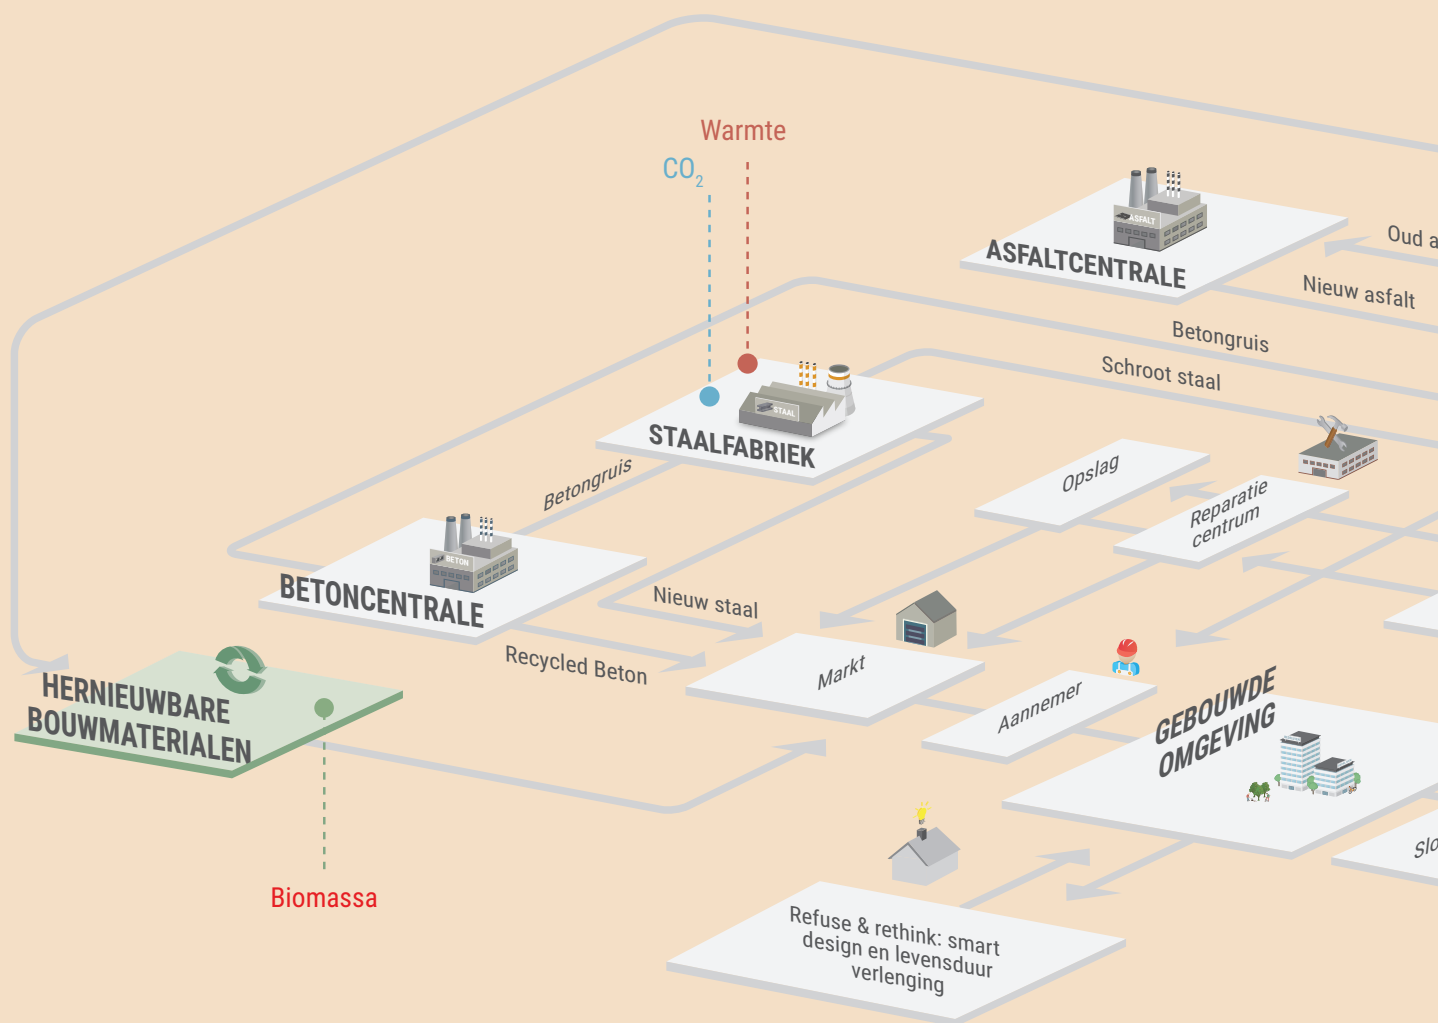 Warmte
CO₂
ASFALT
ASFALTCENTRALE
Oud a
Nieuw asfalt
Betongruis
Schroot staal
STAAL
STAALFABRIEK
Betongruis
Opslag
Reparatie
centrum
BETON
BETONCENTRALE
Nieuw staal
Recycled Beton
Markt
Aannemer
HERNIEUWBARE
BOUWMATERIALEN
GEBOUWDE
OMGEVING
Slo
Biomassa
Refuse & rethink: smart
design en levensduur
verlenging